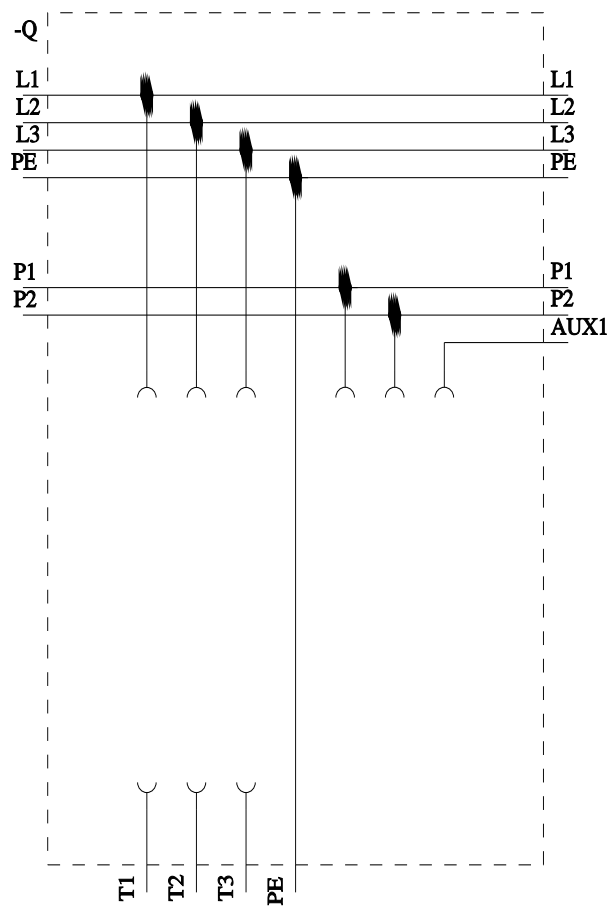 -Q
L1 L1
L2 L2
L3 L3
PE PE
P1 P1
P2 P2
AUX1
T1 T2 T3 PE